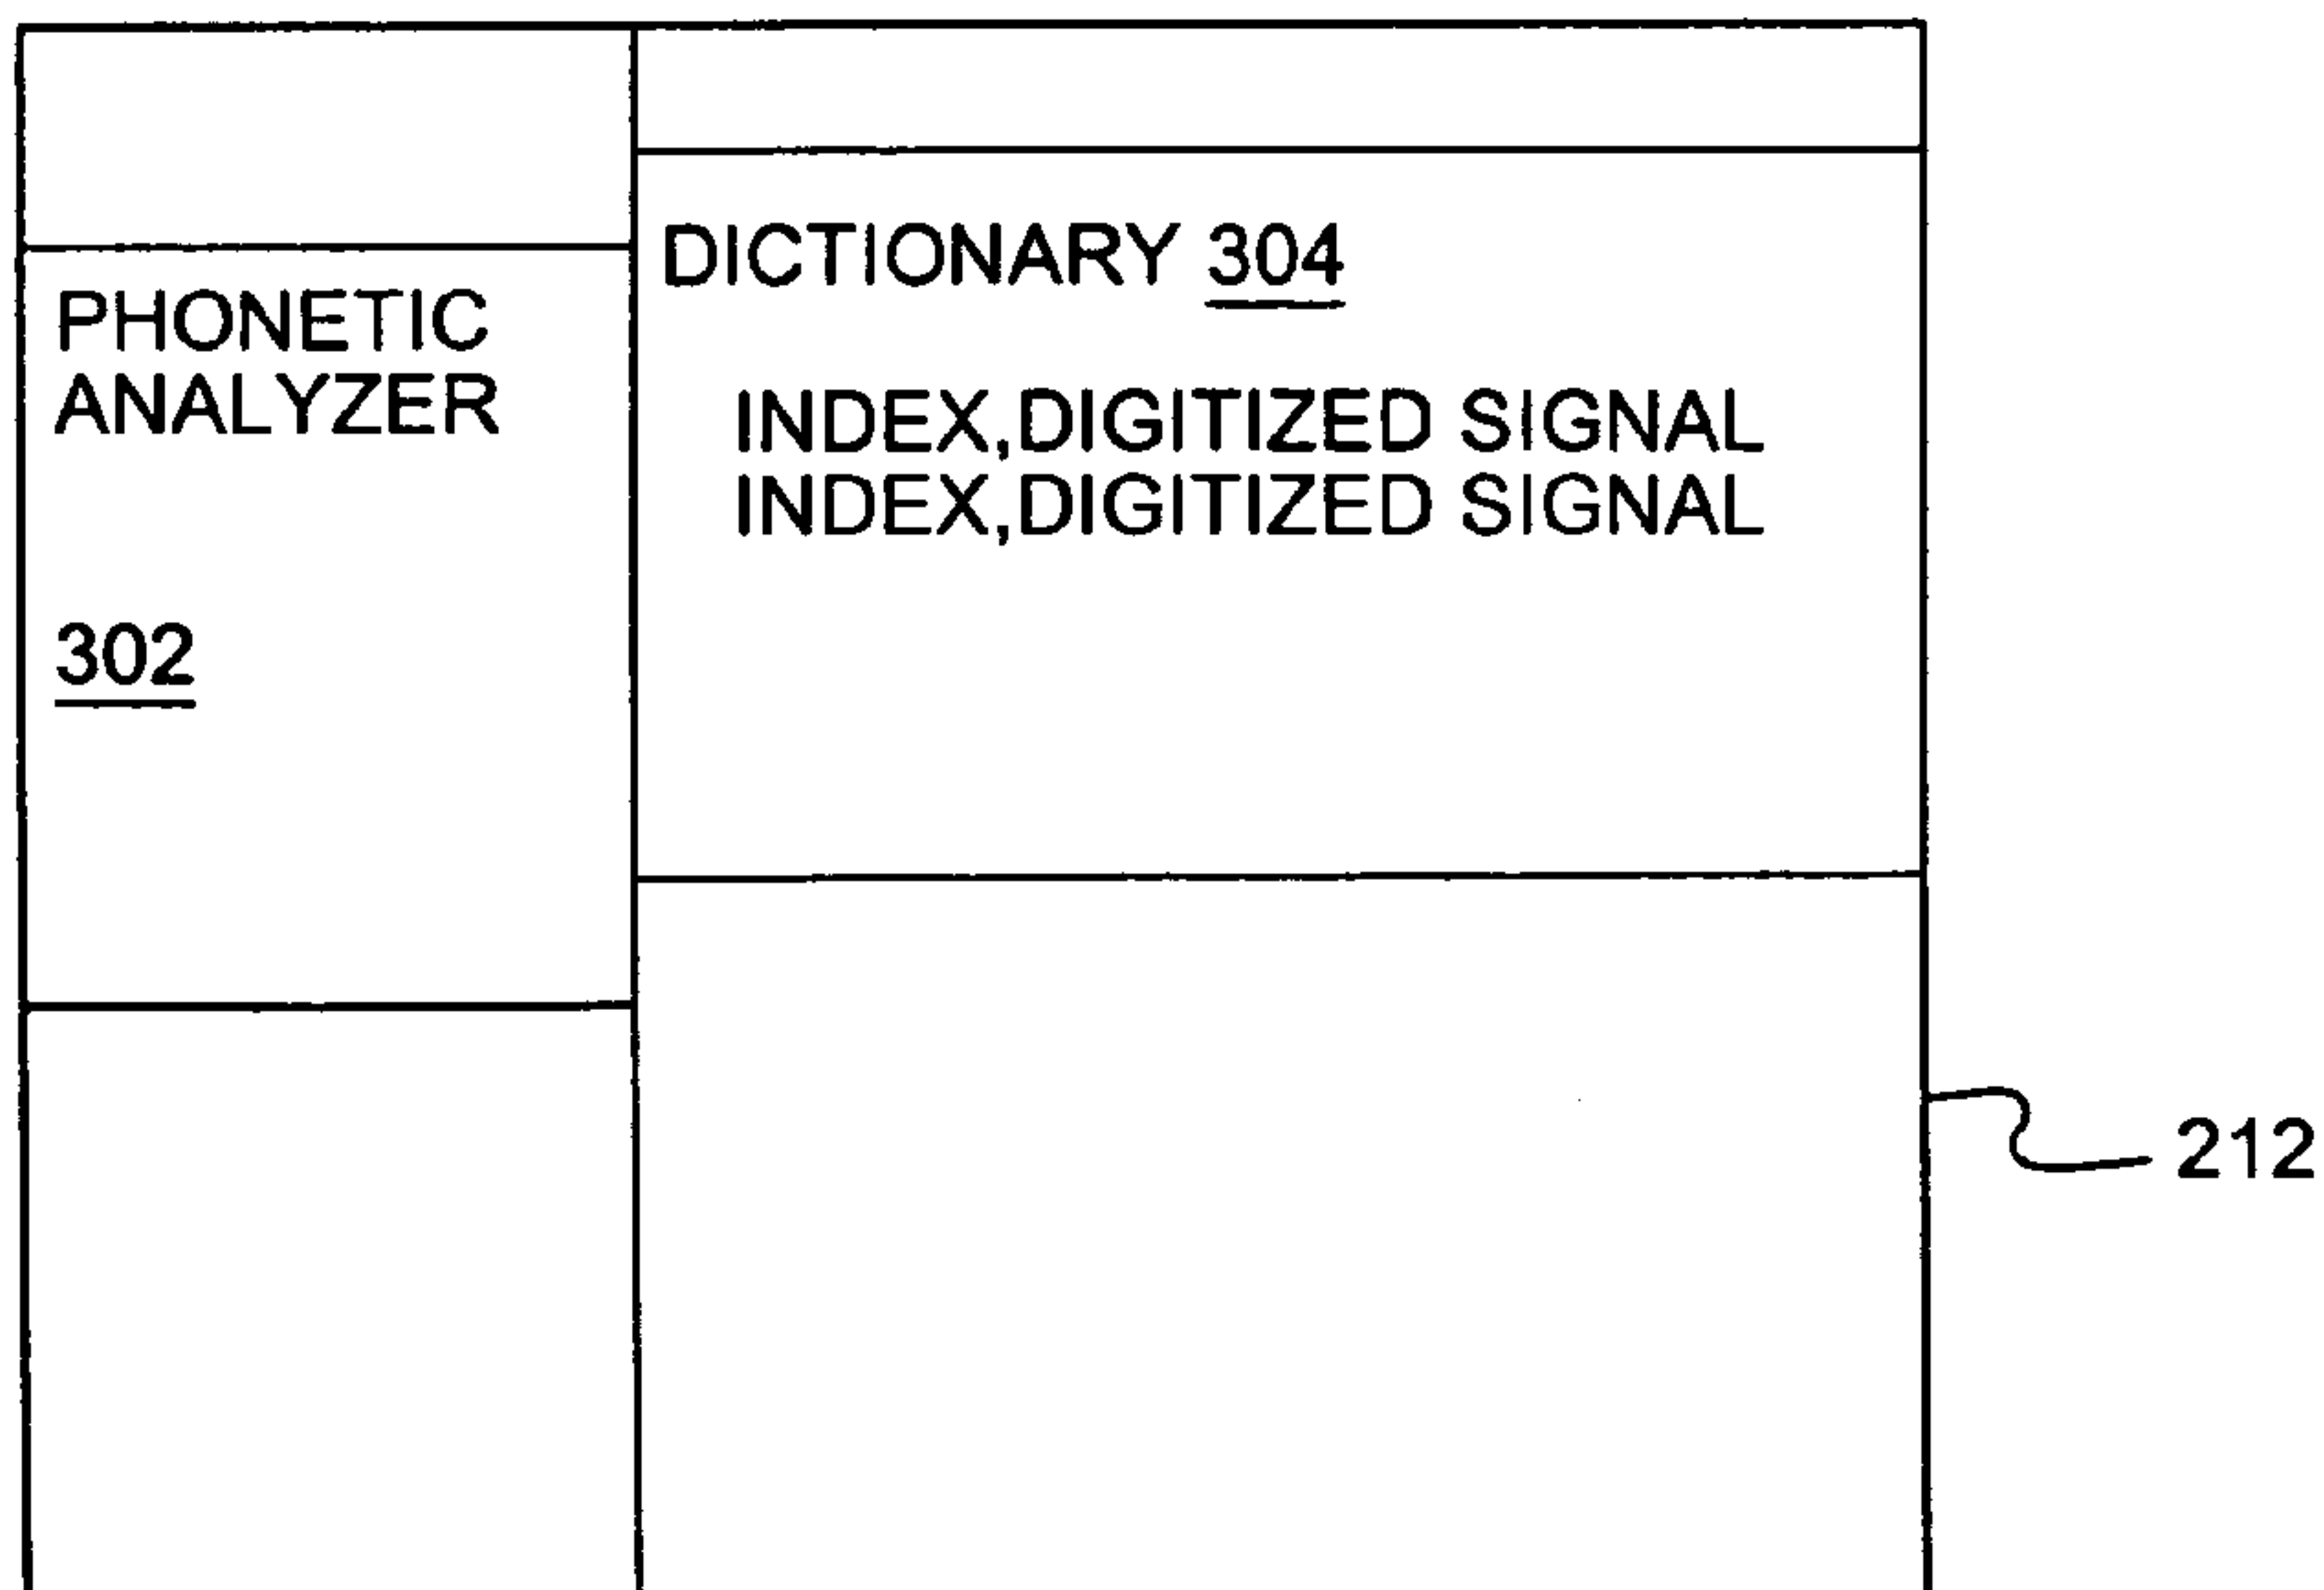 PHONETIC
ANALYZER
302
DICTIONARY 304
INDEX,DIGITIZED SIGNAL
INDEX,DIGITIZED SIGNAL
212